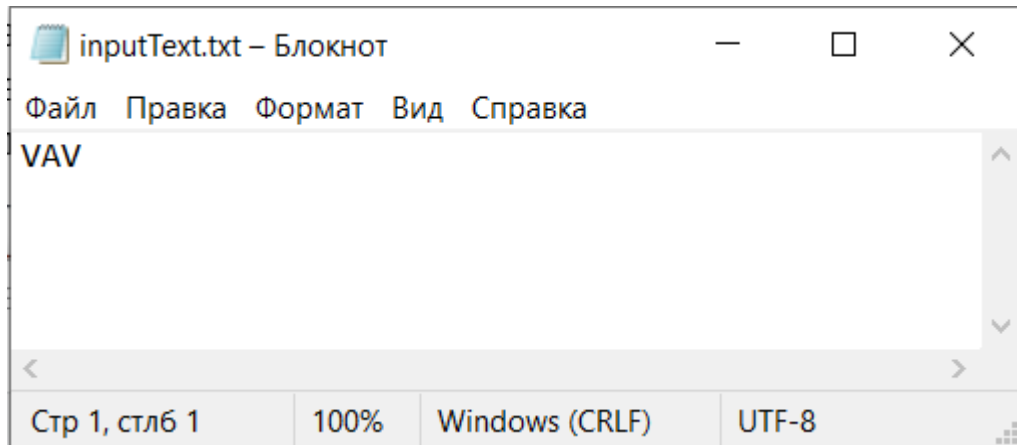 inputText.txt – Блокнот
Файл Правка Формат Вид Справка
VAV
Стр 1, стлб 1 100% Windows (CRLF) UTF-8